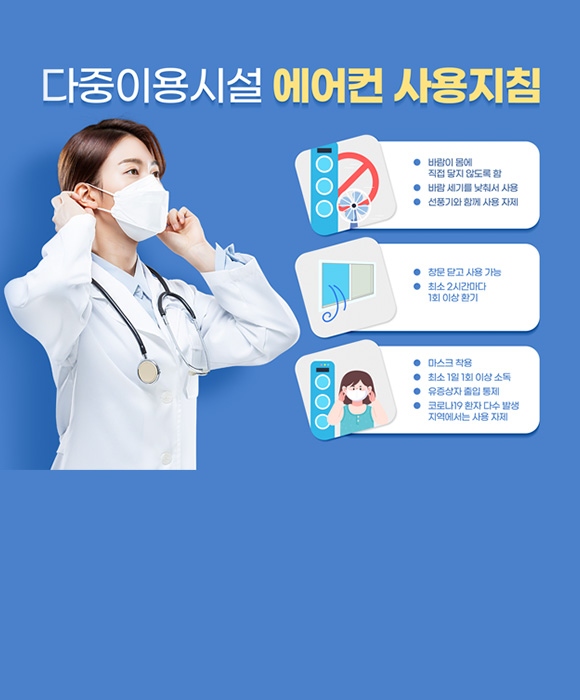 다중이용시설 에어컨 사용지침
바람이 몸에
직접 닿지 않도록 함
바람 세기를 낮춰서 사용
선풍기와 함께 사용 자제
창문 닫고 사용 가능
최소 2시간마다
1회 이상 환기
마스크 착용
최소 1일 1회 이상 소독
유증상자 출입 통제
코로나19 환자 다수 발생
지역에서는 사용 자제